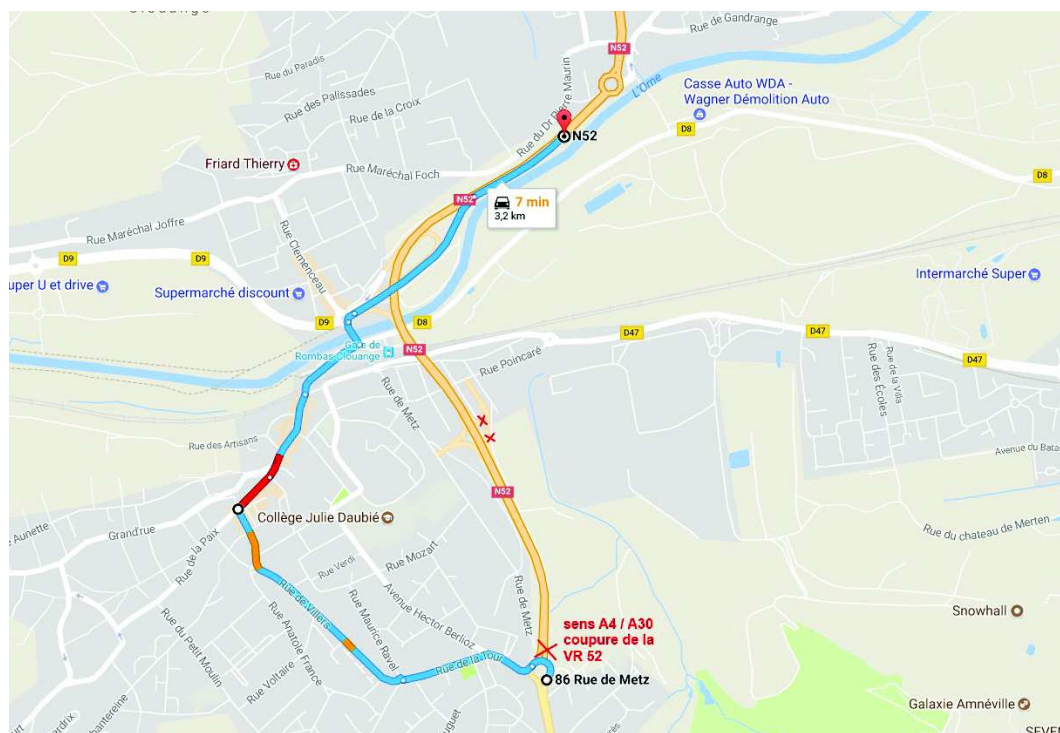 Clouange
Rue de Gandrange
N52
L'Orne
Rue du Paradis
Rue des Palissades
Rue du Dr Pierre Maurin
Casse Auto WDA -
Wagner Démolition Auto
Rue de la Croix
N52
D8
Friard Thierry
Rue Maréchal Foch
D8
N52
7 min
3,2 km
Rue Maréchal Joffre
Rue Clemenceau
D9
D9
Intermarché Super
uper U et drive
Supermarché discount
D9
D8
D47
D47
D47
Gare de
Rombas-Clouange
N52
Rue Poincaré
Rue de Metz
Rue des Écoles
Rue de la Villa
Rue des Artisans
Avenue du Bata
N52
e Aunette
Grand'rue
Collège Julie Daubié
Rue de la Paix
Rue Verdi
Rue Mozart
Rue du chateau de Merten
Rue de Villers
Rue Maurice Ravel
Avenue Hector Berlioz
Rue de Metz
Rue du Petit Moulin
Rue Anatole France
Rue Voltaire
Rue de la Tour
sens A4 / A30
coupure de la
VR 52
Snowhall
86 Rue de Metz
Galaxie Amnéville
SEVE